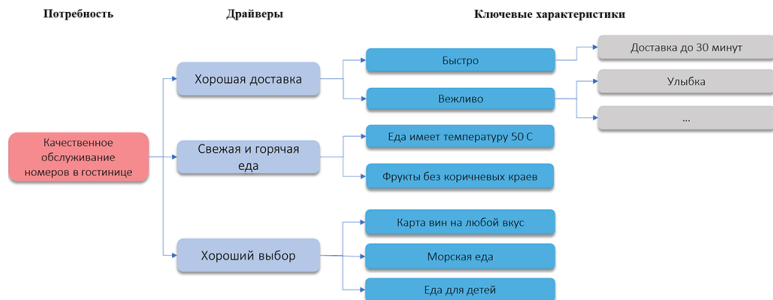 Потребность
Драйверы
Ключевые характеристики
Качественное
обслуживание
номеров в гостинице
Хорошая доставка
Быстро
Доставка до 30 минут
Вежливо
Улыбка
...
Свежая и горячая
еда
Еда имеет температуру 50 С
Фрукты без коричневых краев
Хороший выбор
Карта вин на любой вкус
Морская еда
Еда для детей